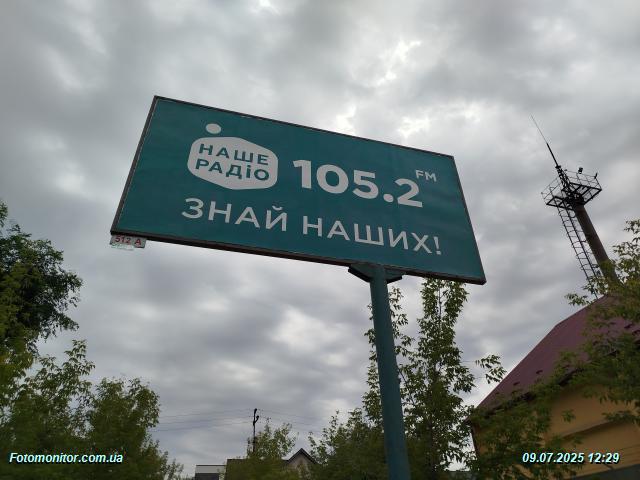 НАШЕ
РАДІО
105.2 FM
ЗНАЙ НАШИХ!
512 A
Fotomonitor.com.ua
09.07.2025 12:29